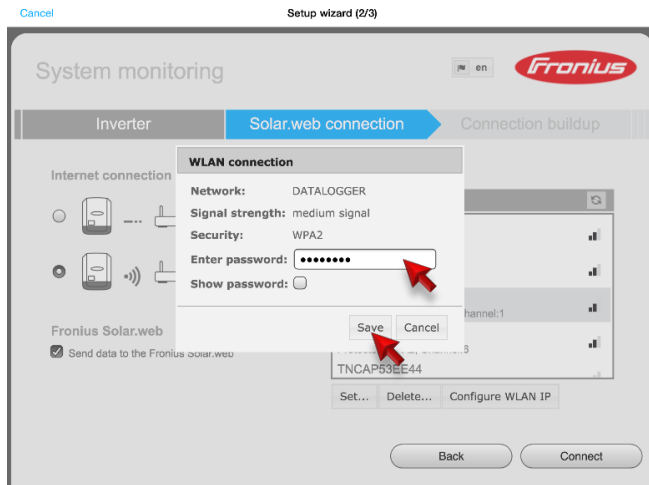 Cancel
Setup wizard (2/3)
System monitoring
en
Fronius
Inverter
Solar.web connection
Connection buildup
Internet connection
WLAN connection
Network: DATALOGGER
Signal strength: medium signal
Security: WPA2
Enter password: ••••••••
Show password:
Save
Cancel
hannel:1
Fronius Solar.web
Send data to the Fronius Solar.web
TNCAP53EE44
Set...
Delete...
Configure WLAN IP
Back
Connect